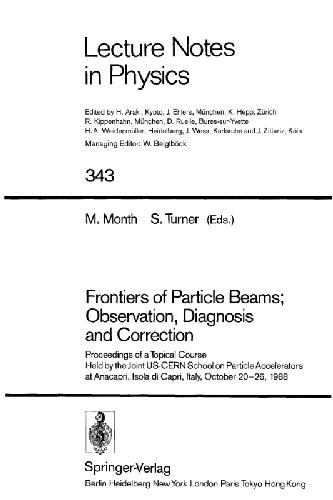 Lecture Notes
in Physics
Edited by H. Araki, Kyoto, J. Ehlers, München, K. Hepp, Zürich
R. Kippenhahn, München, D. Ruelle, Bures-sur-Yvette
H. A. Weidenmüller, Heidelberg, J. Wess, Karlsruhe and J. Zittartz, Köln
Managing Editor: W. Beiglböck
343
M. Month S. Turner (Eds.)
Frontiers of Particle Beams;
Observation, Diagnosis
and Correction
Proceedings of a Topical Course
Held by the Joint US-CERN School on Particle Accelerators
at Anacapri, Isola di Capri, Italy, October 20–26, 1988
Springer-Verlag
Berlin Heidelberg New York London Paris Tokyo Hong Kong